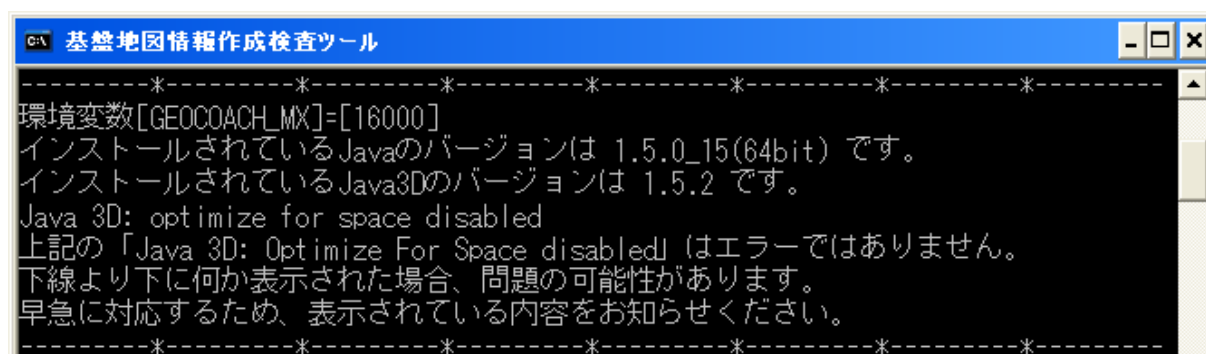 基盤地図情報作成検査ツール
---------*---------*---------*---------*---------*---------*---------*---------
環境変数[GEOCOACH_MX]=[16000]
インストールされているJavaのバージョンは 1.5.0_15(64bit) です。
インストールされているJava3Dのバージョンは 1.5.2 です。
Java 3D: optimize for space disabled
上記の「Java 3D: Optimize For Space disabled」はエラーではありません。
下線より下に何か表示された場合、問題の可能性があります。
早急に対応するため、表示されている内容をお知らせください。
---------*---------*---------*---------*---------*---------*---------*---------